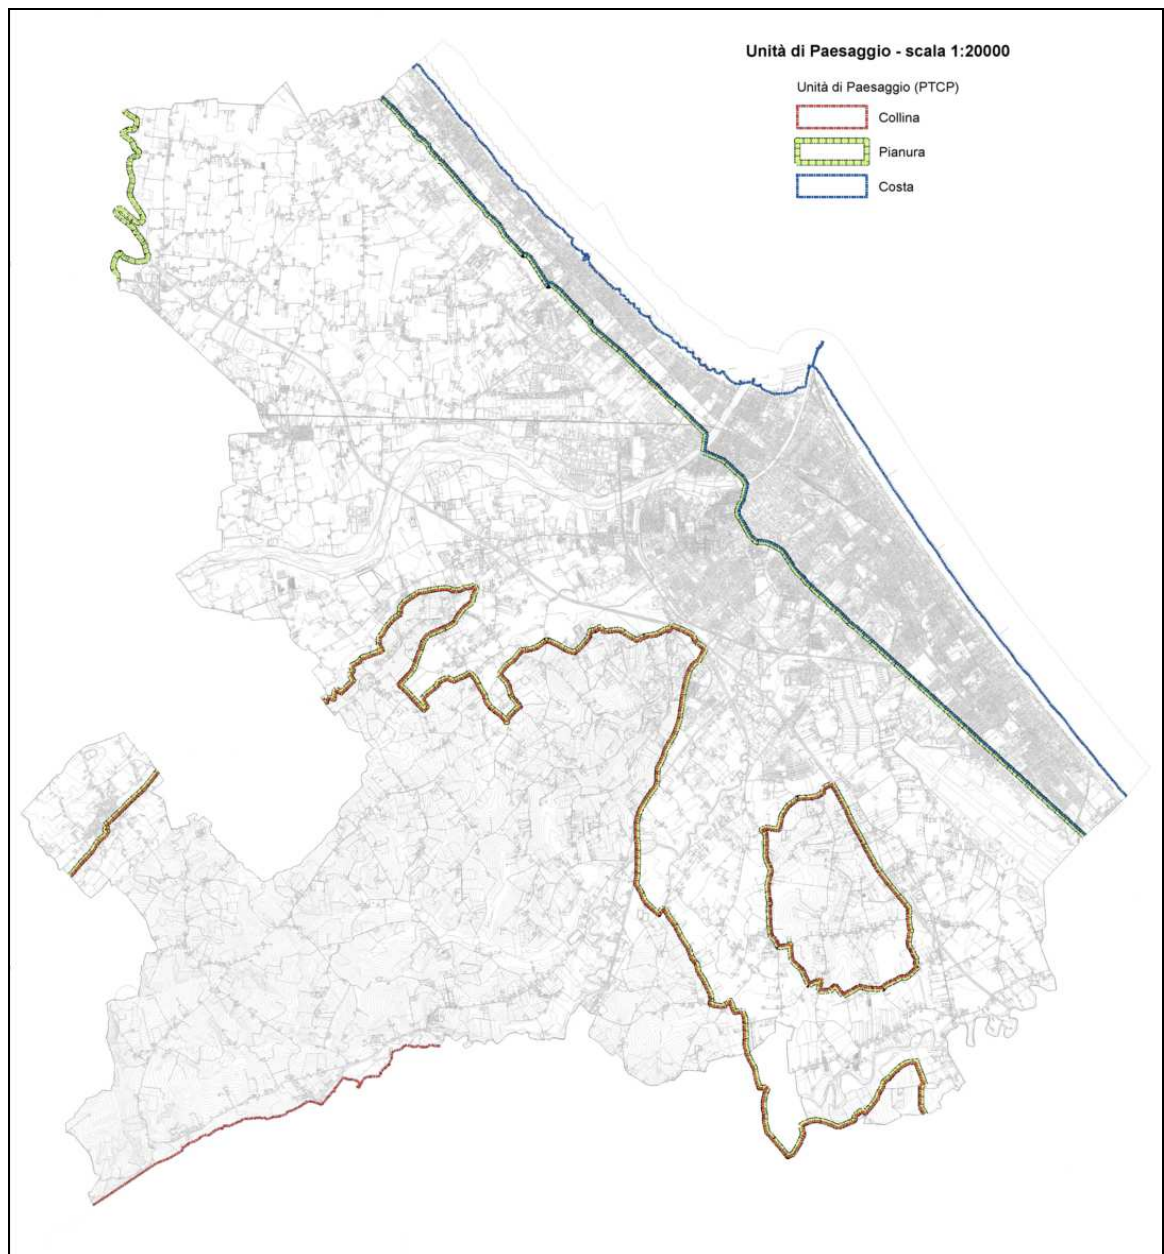 Unità di Paesaggio - scala 1:20000
Unità di Paesaggio (PTCP)
Collina
Pianura
Costa